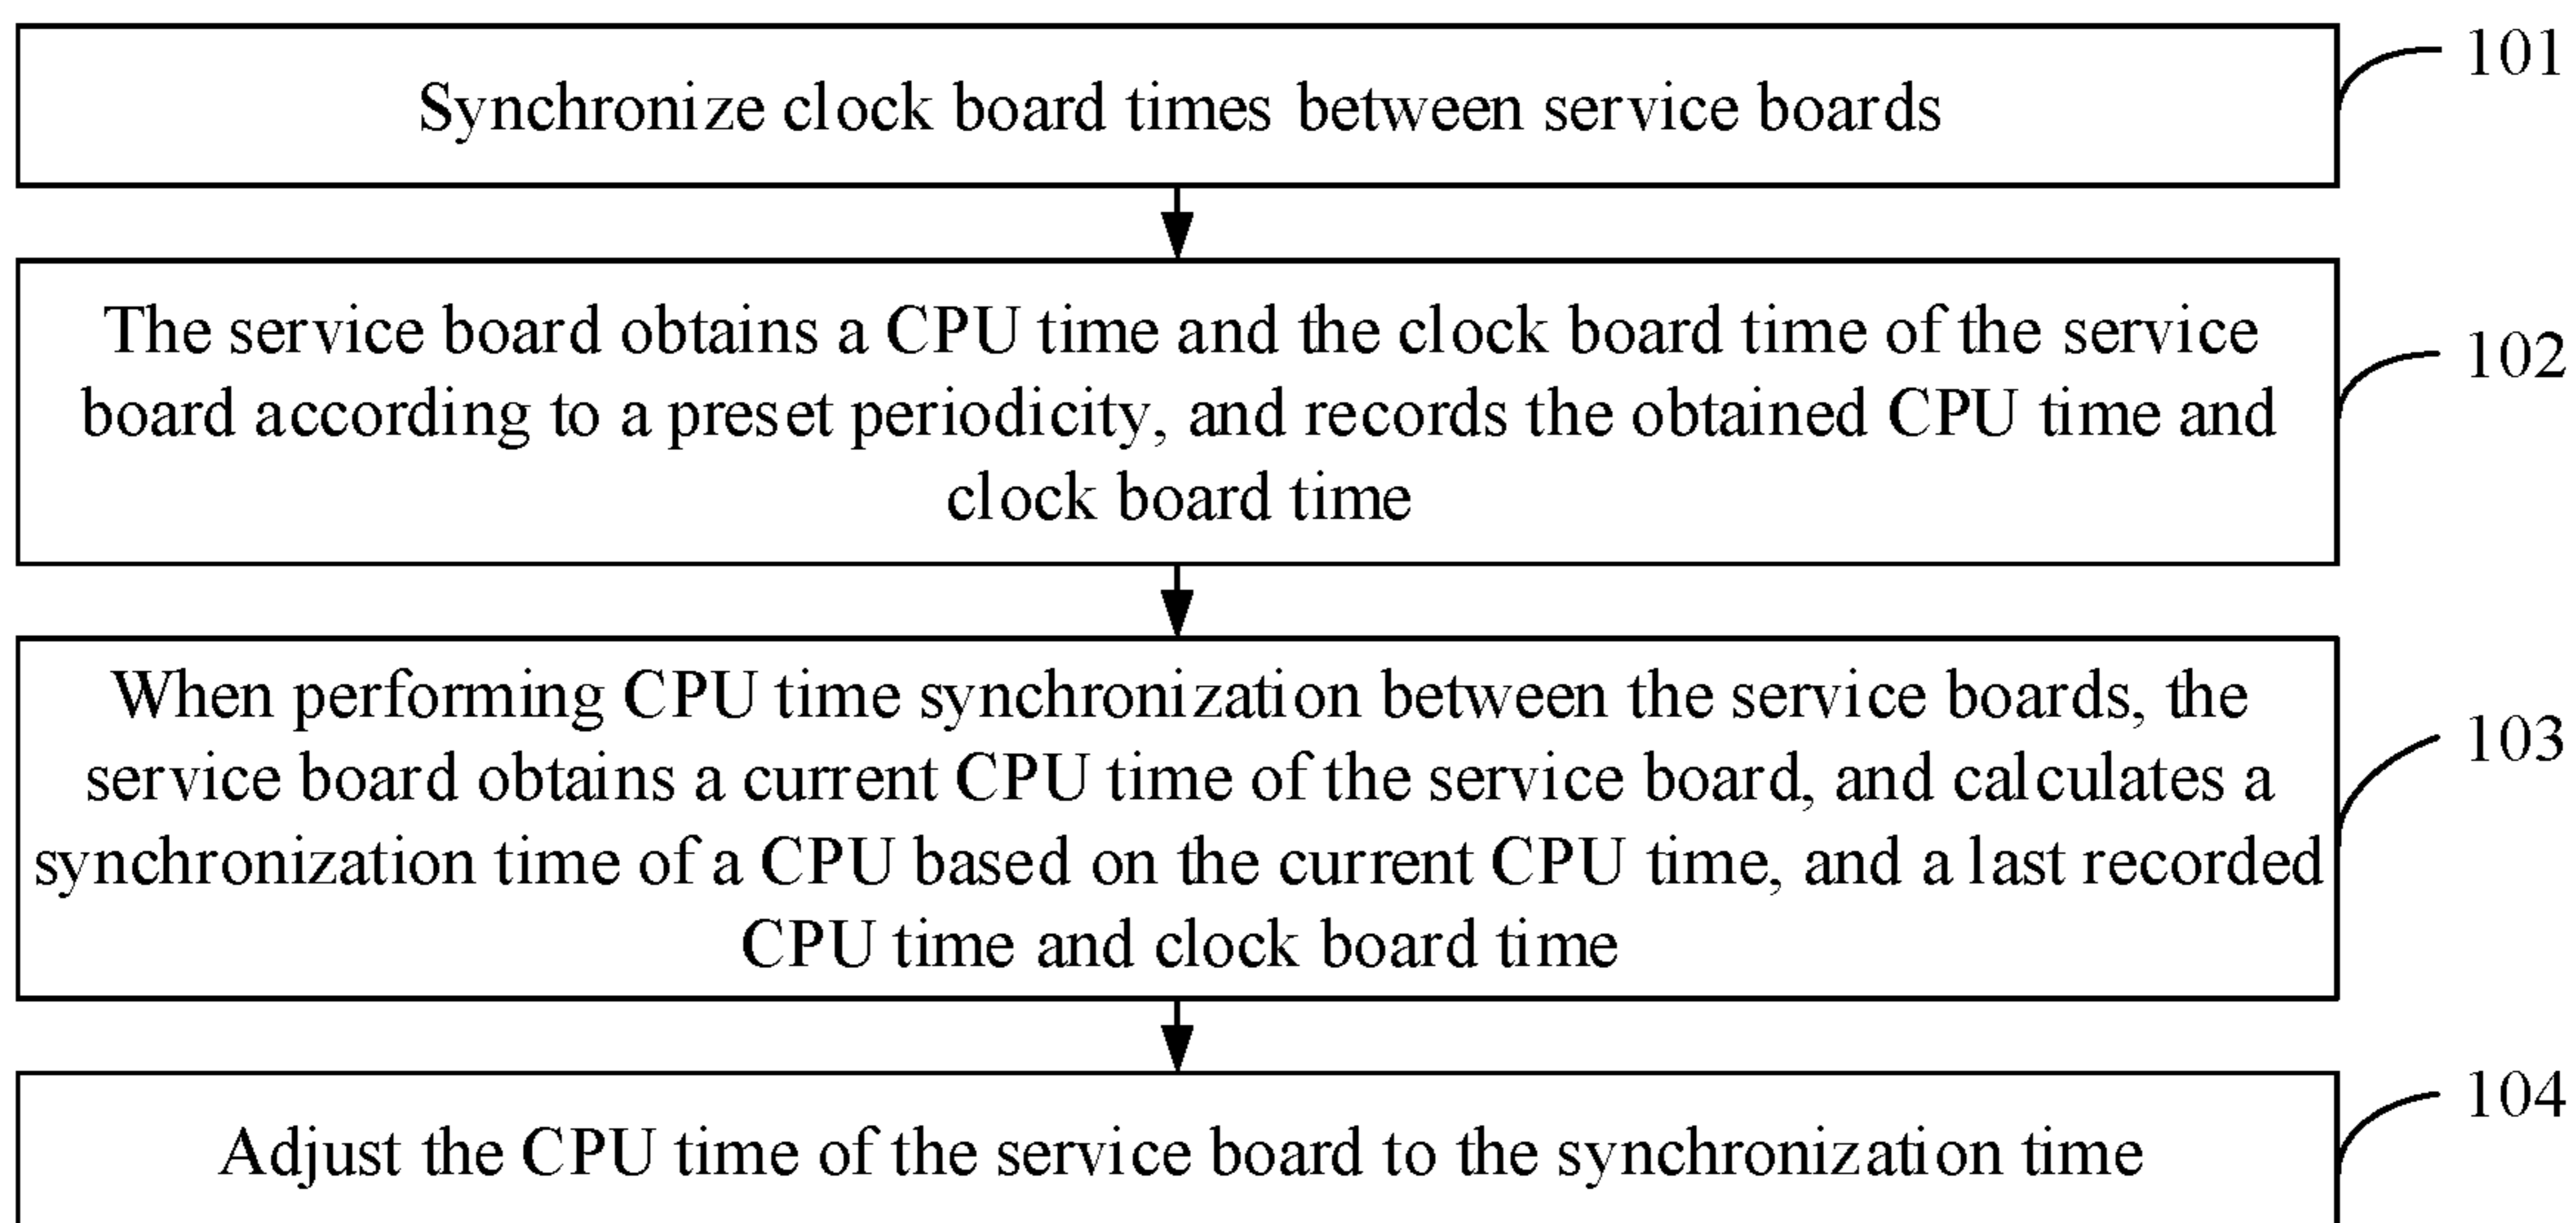 Synchronize clock board times between service boards
101
The service board obtains a CPU time and the clock board time of the service
board according to a preset periodicity, and records the obtained CPU time and
clock board time
102
When performing CPU time synchronization between the service boards, the
service board obtains a current CPU time of the service board, and calculates a
synchronization time of a CPU based on the current CPU time, and a last recorded
CPU time and clock board time
103
Adjust the CPU time of the service board to the synchronization time
104